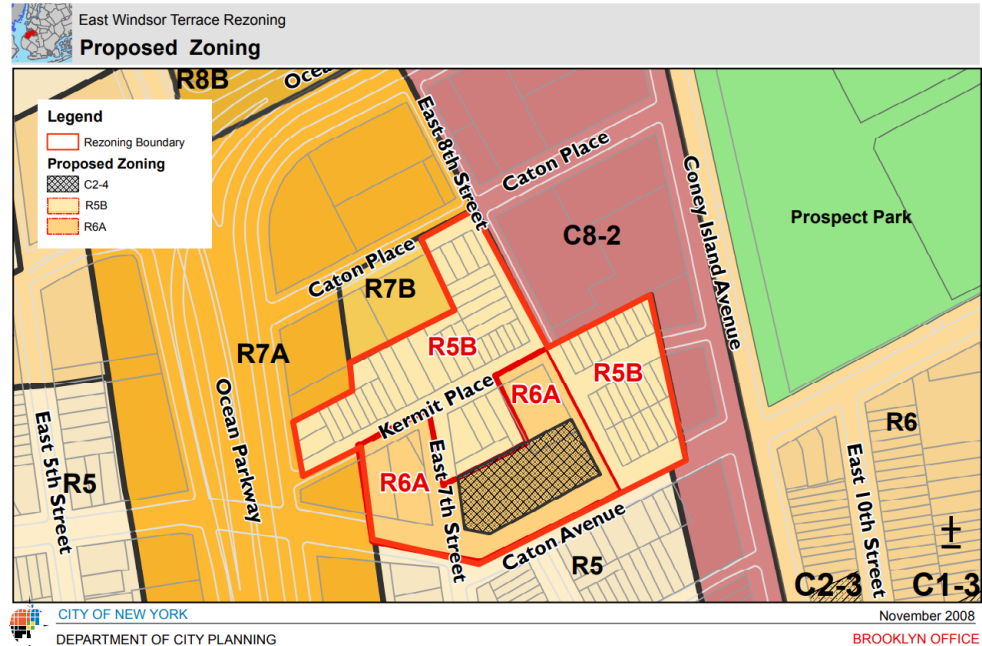 East Windsor Terrace Rezoning
Proposed Zoning
Legend
Rezoning Boundary
Proposed Zoning
C2-4
R5B
R6A
R8B
East 8th Street
Caton Place
Coney Island Avenue
Prospect Park
C8-2
Caton Place
R7B
R7A
R5B
R5B
Kermit Place
R6A
R6
Ocean Parkway
East 5th Street
R5
R6A
East 7th Street
Caton Avenue
R5
East 10th Street
±
C2-3
C1-3
CITY OF NEW YORK
November 2008
DEPARTMENT OF CITY PLANNING
BROOKLYN OFFICE